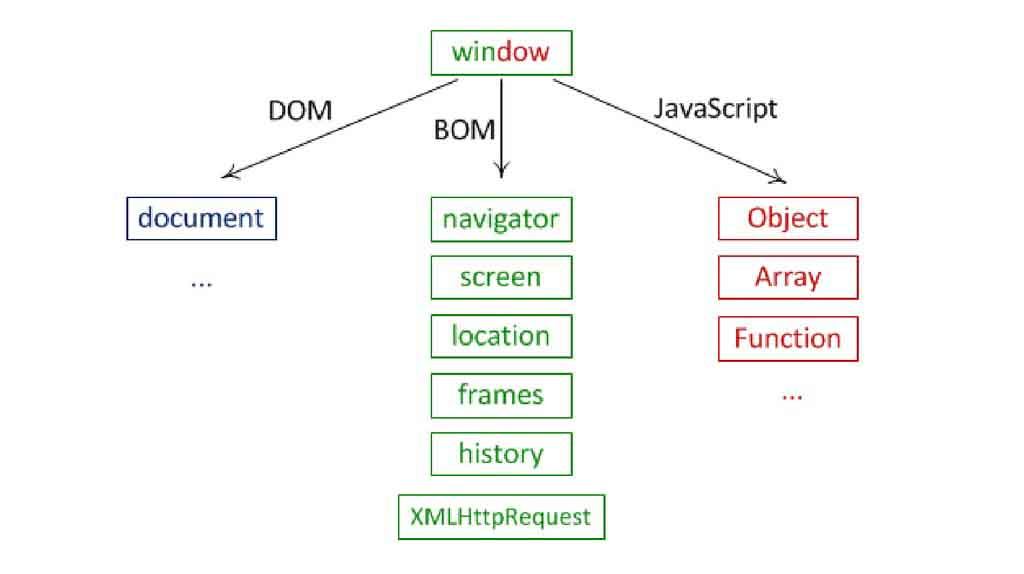 window
DOM
BOM
JavaScript
document
...
navigator
screen
location
frames
history
XMLHttpRequest
Object
Array
Function
...